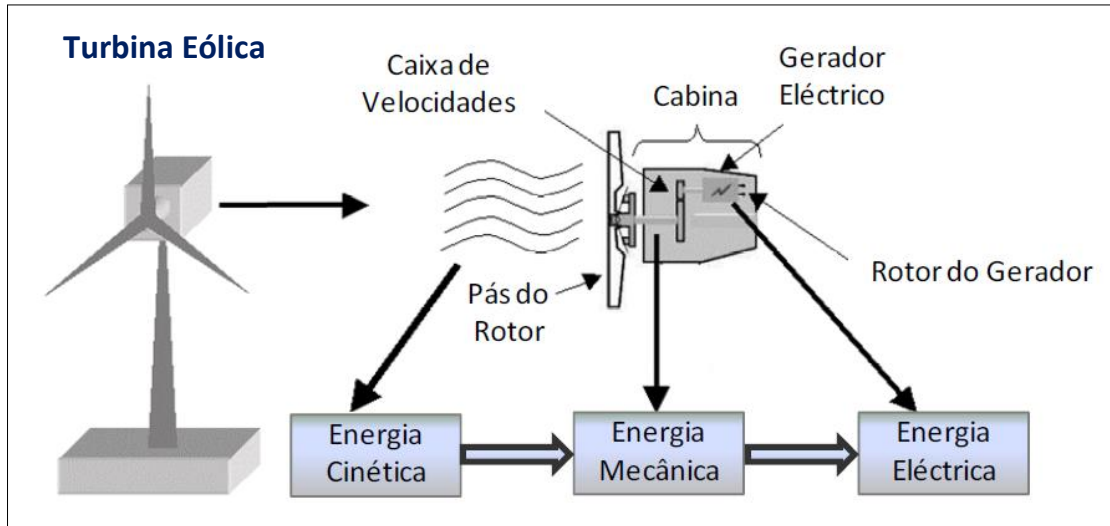 Turbina Eólica
Caixa de
Velocidades
Cabina
Gerador
Eléctrico
Pás do
Rotor
Rotor do Gerador
Energia
Cinética
Energia
Mecânica
Energia
Eléctrica